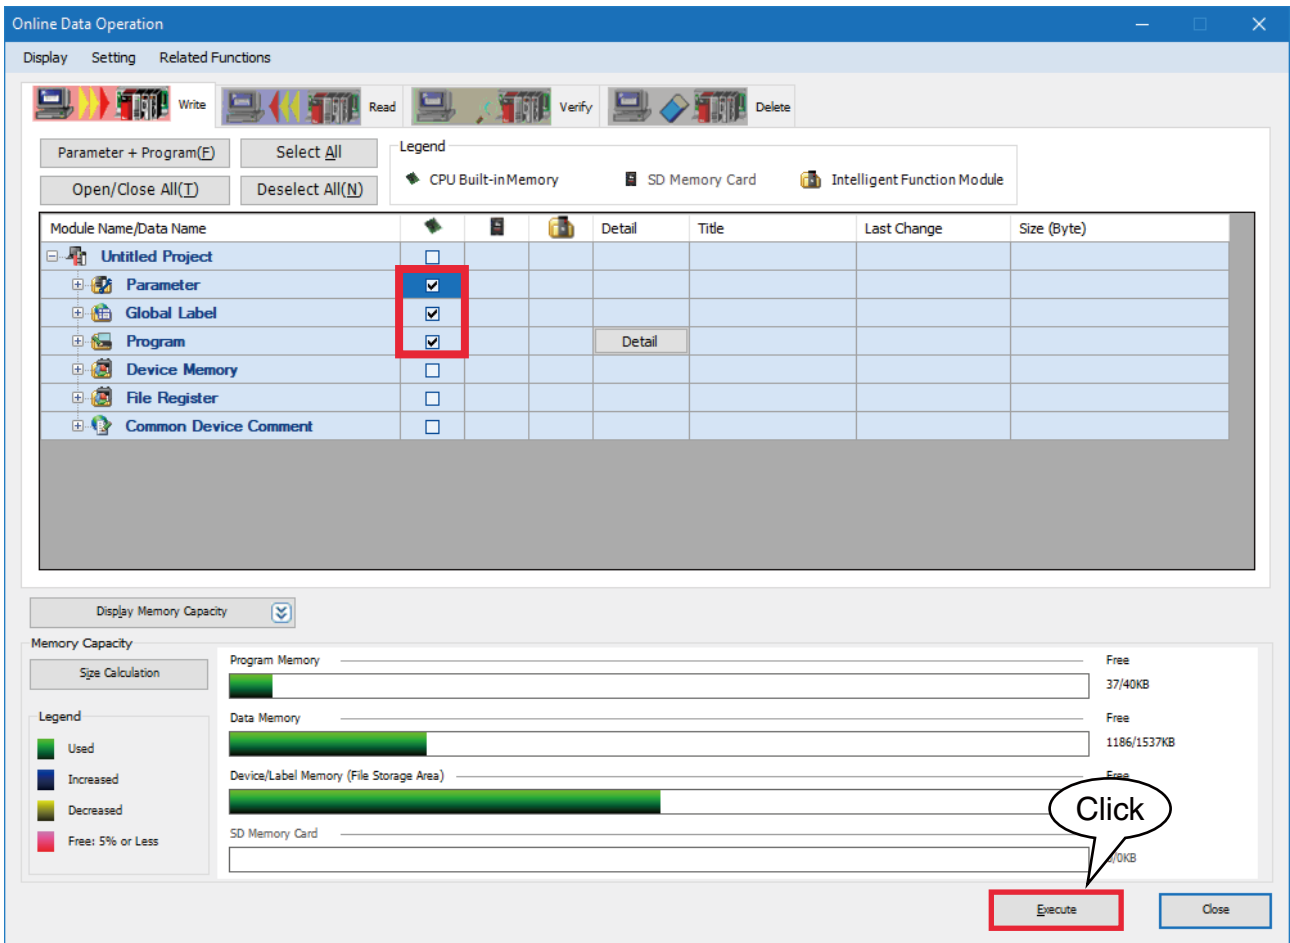 Online Data Operation
Display Setting Related Functions
Write Read Verify Delete
Parameter + Program(F) Select All
Open/Close All(T) Deselect All(N)
Legend
CPU Built-in Memory SD Memory Card Intelligent Function Module
Module Name/Data Name Detail Title Last Change Size (Byte)
Untitled Project
Parameter
Global Label
Program Detail
Device Memory
File Register
Common Device Comment
Display Memory Capacity
Memory Capacity
Size Calculation
Legend
Used
Increased
Decreased
Free: 5% or Less
Program Memory Free
37/40KB
Data Memory Free
1186/1537KB
Device/Label Memory (File Storage Area) Free
SD Memory Card
/0KB
Click
Execute Close